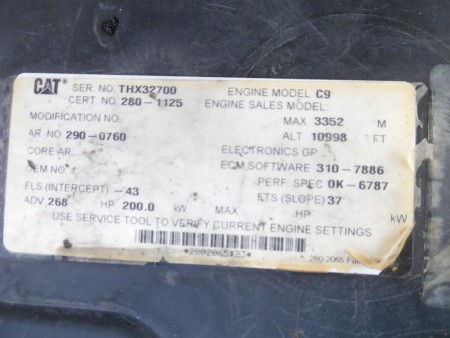 CAT SER. NO THX32700 ENGINE MODEL C9
CERT NO. 280-1125 ENGINE SALES MODEL
MODIFICATION NO MAX 3352 M
ALT 10998 FT
AR NO 290-0760 ELECTRONICS GP
CORE AR ECM SOFTWARE 310-7886
OEM NO PERF. SPEC 0K-6787
FLS (INTERCEPT) -43 FTS (SLOPE) 37
ADV 268 HP 200.0 kW MAX HP kW
USE SERVICE TOOL TO VERIFY CURRENT ENGINE SETTINGS
*2802065123*
280-2065